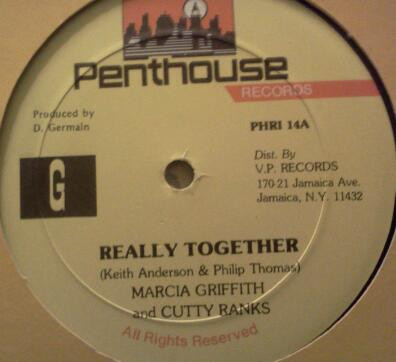 Penthouse
RECORDS
Produced by
D. Germain
PHRI 14A
Dist. By
V.P. RECORDS
170-21 Jamaica Ave.
Jamaica, N.Y. 11432
G
REALLY TOGETHER
(Keith Anderson & Philip Thomas)
MARCIA GRIFFITH
and CUTTY RANKS
All Rights Reserved